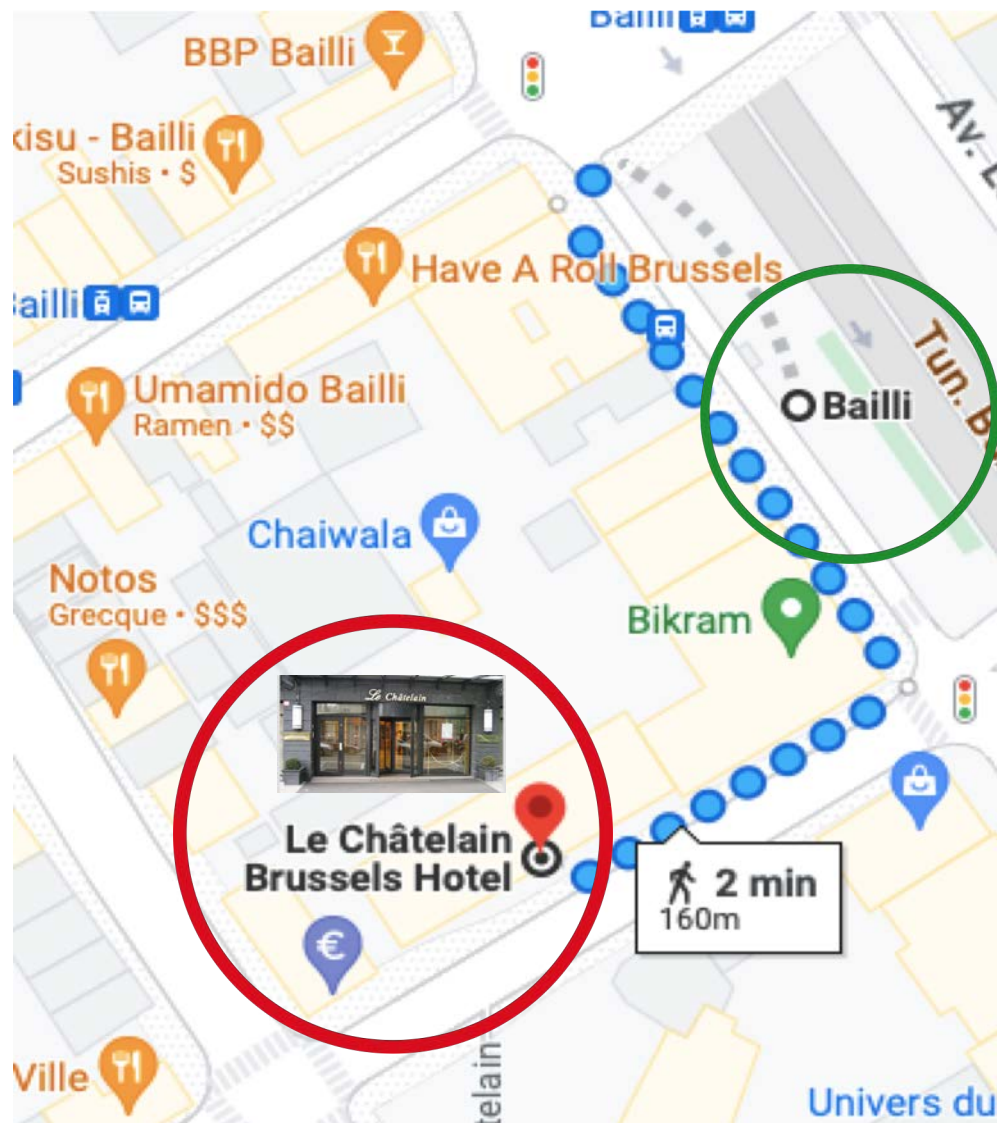 Bailli
BBP Bailli
kisu - Bailli
Sushis • $
Av.
Have A Roll Brussels
Bailli
Tun.
Umamido Bailli
Ramen • $$
Bailli
Chaiwala
Notos
Grecque • $$$
Bikram
Le Châtelain
Le Châtelain
Brussels Hotel
2 min
160m
€
Ville
telain
Univers du